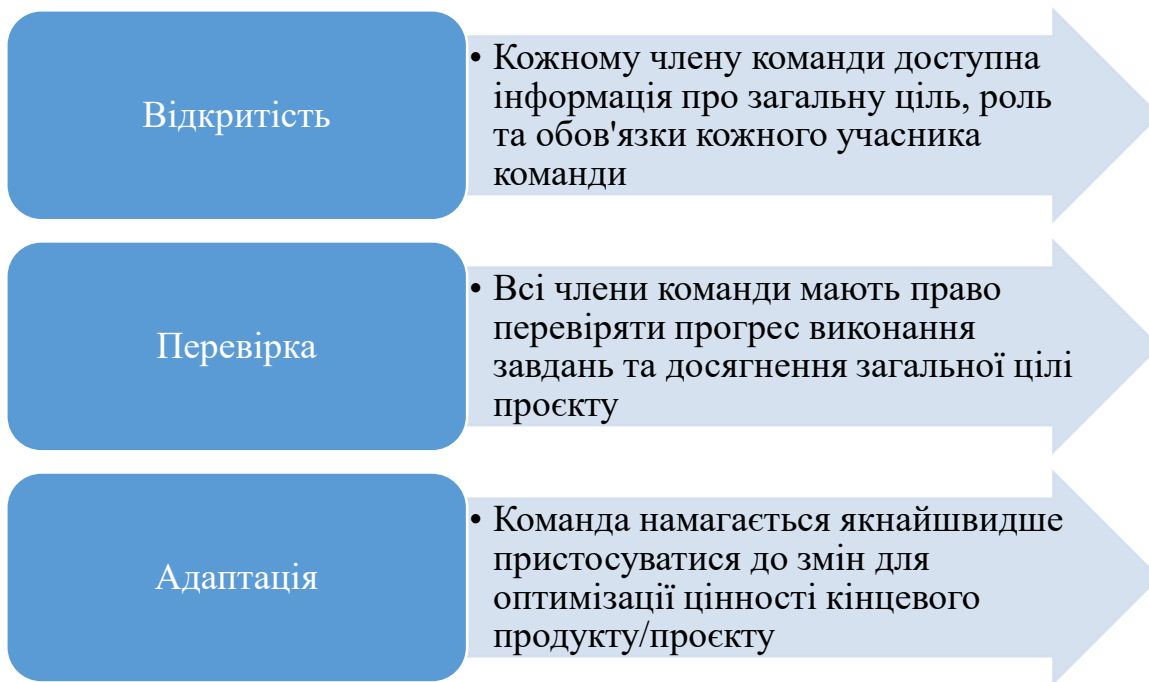 Відкритість
• Кожному члену команди доступна
інформація про загальну ціль, роль
та обов'язки кожного учасника
команди
Перевірка
• Всі члени команди мають право
перевіряти прогрес виконання
завдань та досягнення загальної цілі
проєкту
Адаптація
• Команда намагається якнайшвидше
пристосуватися до змін для
оптимізації цінності кінцевого
продукту/проєкту